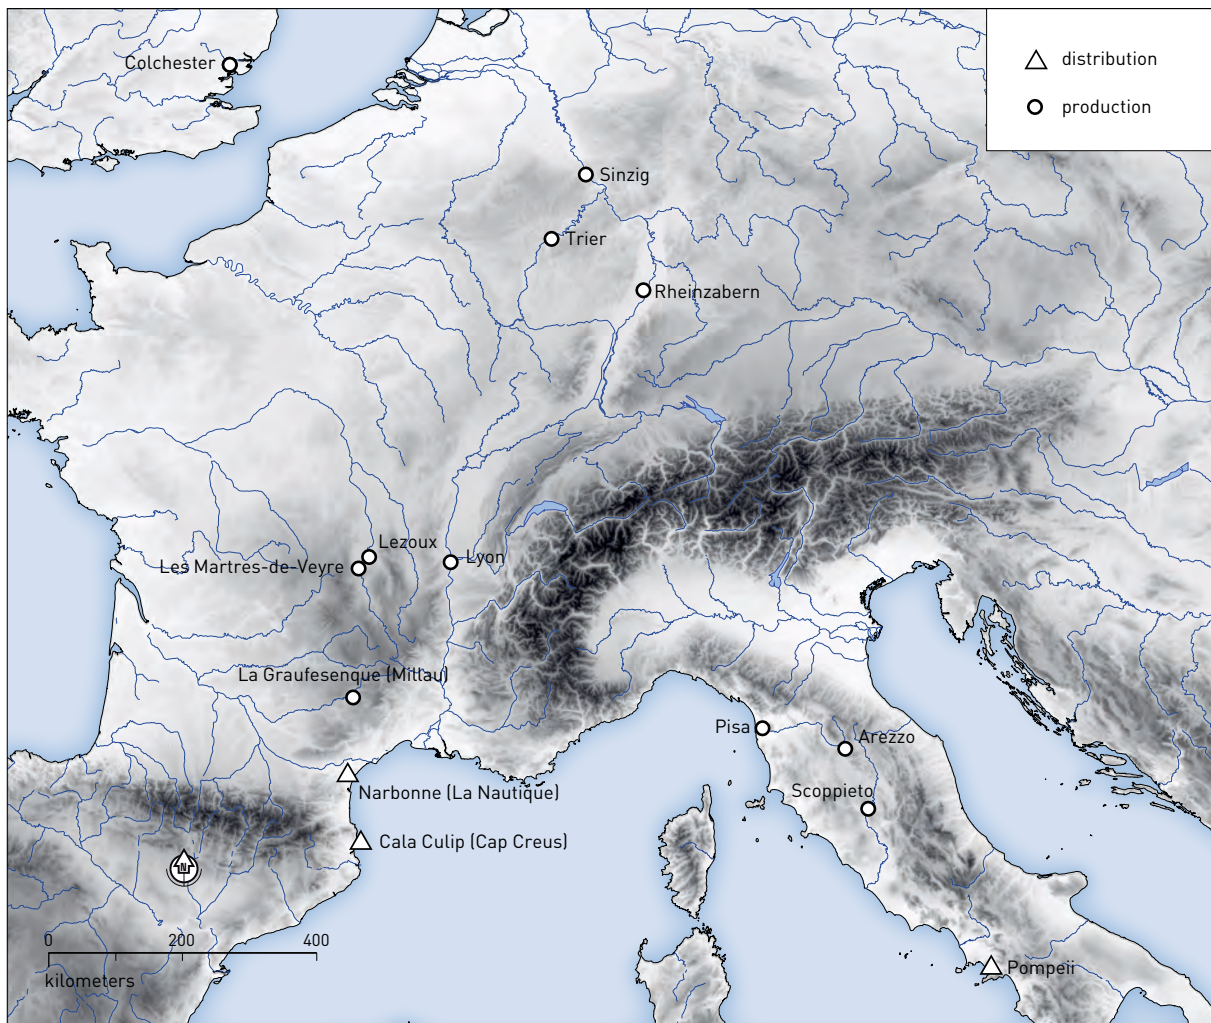 distribution
production
Colchester
Sinzig
Trier
Rheinzabern
Lezoux
Les Martres-de-Veyre
Lyon
La Graufesenque (Millau)
Pisa
Arezzo
Narbonne (La Nautique)
Scoppieto
Cala Culip (Cap Creus)
N
0 200 400
kilometers
Pompeii